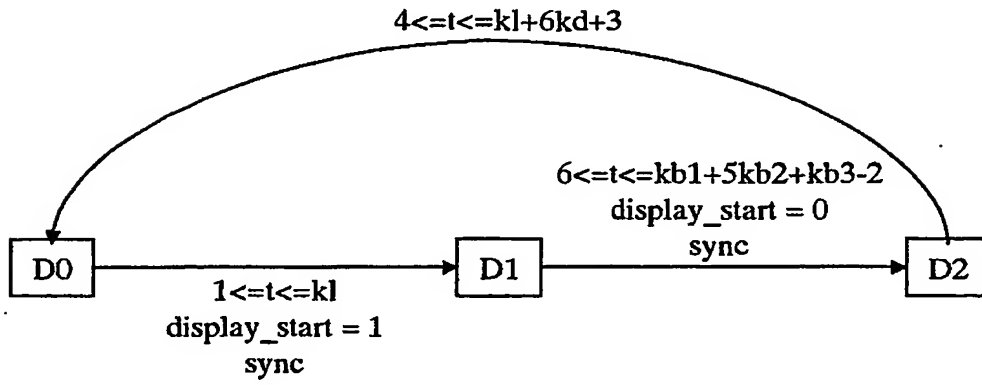 4<=t<=kl+6kd+3
6<=t<=kb1+5kb2+kb3-2
display_start = 0
sync
D0
D1
D2
1<=t<=kl
display_start = 1
sync